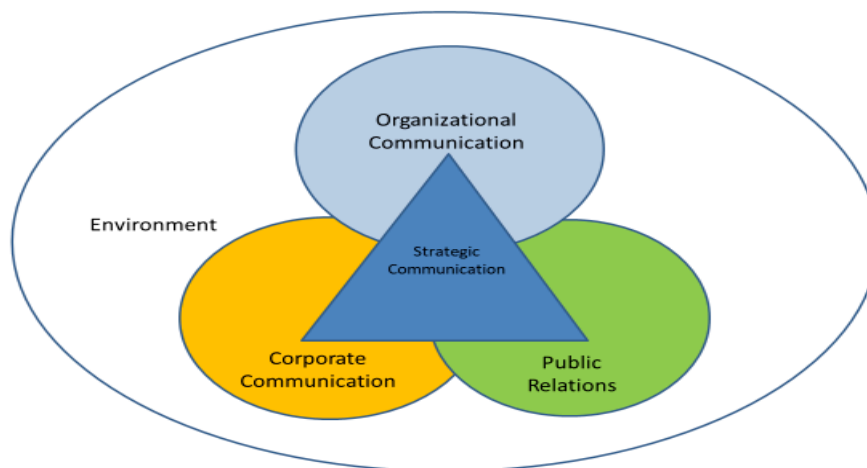 Organizational
Communication
Environment
Strategic
Communication
Corporate
Communication
Public
Relations